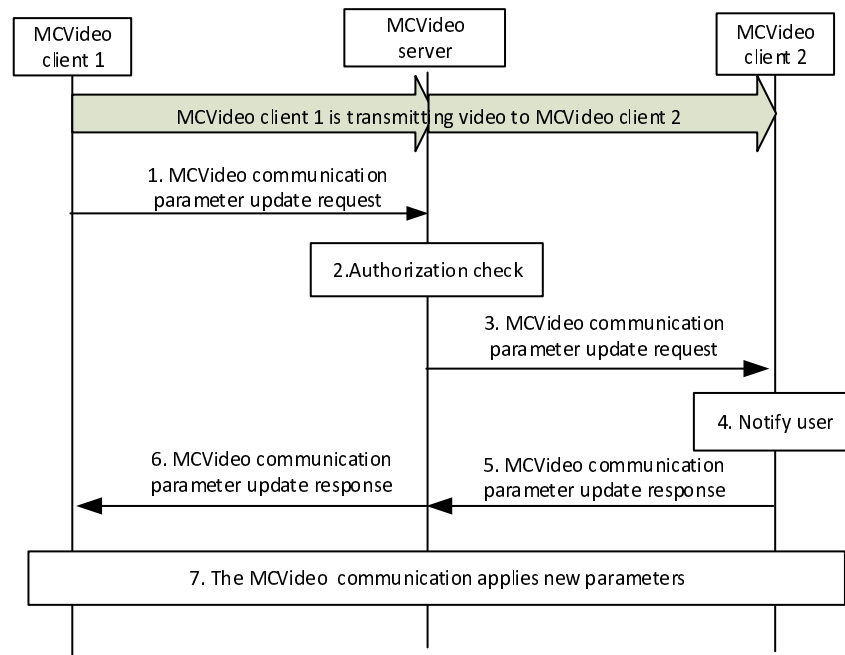 MCVideo
client 1
MCVideo
server
MCVideo
client 2
MCVideo client 1 is transmitting video to MCVideo client 2
1. MCVideo communication
parameter update request
2.Authorization check
3. MCVideo communication
parameter update request
4. Notify user
6. MCVideo communication
parameter update response
5. MCVideo communication
parameter update response
7. The MCVideo communication applies new parameters